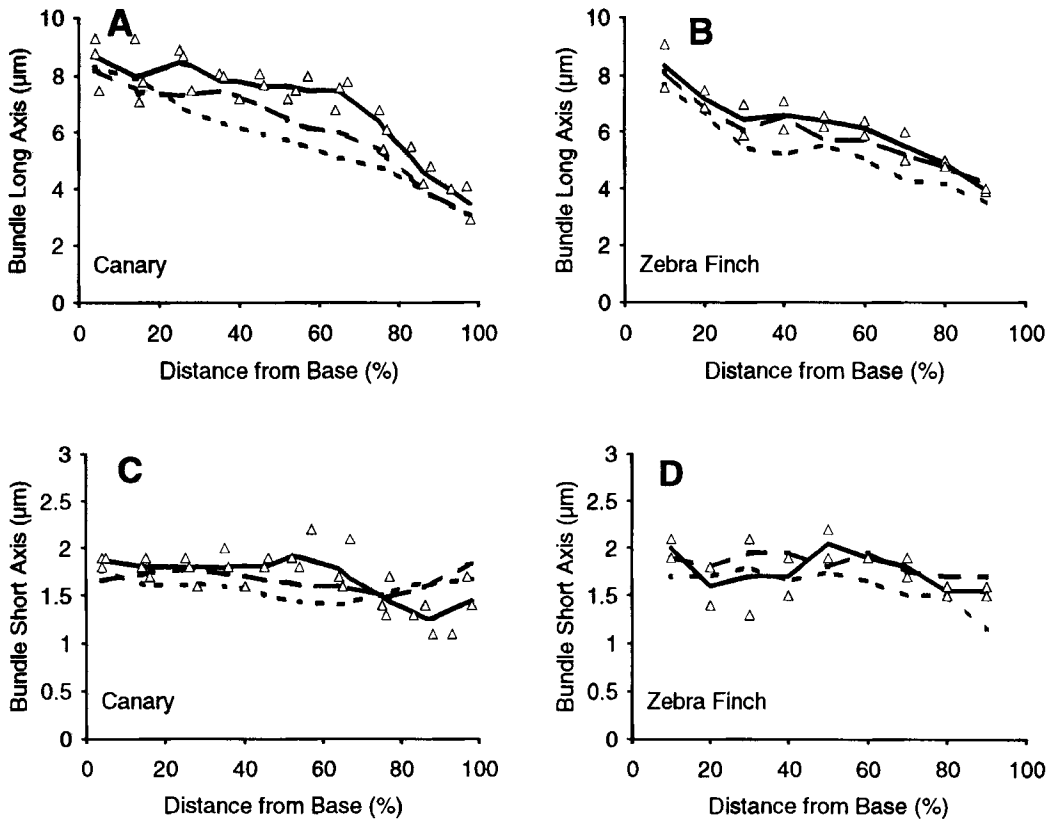 A
Bundle Long Axis (µm)
10
8
6
4
2
0
Canary
0 20 40 60 80 100
Distance from Base (%)
B
Bundle Long Axis (µm)
10
8
6
4
2
0
Zebra Finch
0 20 40 60 80 100
Distance from Base (%)
C
Bundle Short Axis (µm)
3
2.5
2
1.5
1
0.5
0
Canary
0 20 40 60 80 100
Distance from Base (%)
D
Bundle Short Axis (µm)
3
2.5
2
1.5
1
0.5
0
Zebra Finch
0 20 40 60 80 100
Distance from Base (%)